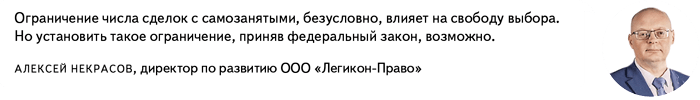 Ограничение числа сделок с самозанятыми, безусловно, влияет на свободу выбора.
Но установить такое ограничение, приняв федеральный закон, возможно.
АЛЕКСЕЙ НЕКРАСОВ, директор по развитию ООО «Легикон-Право»